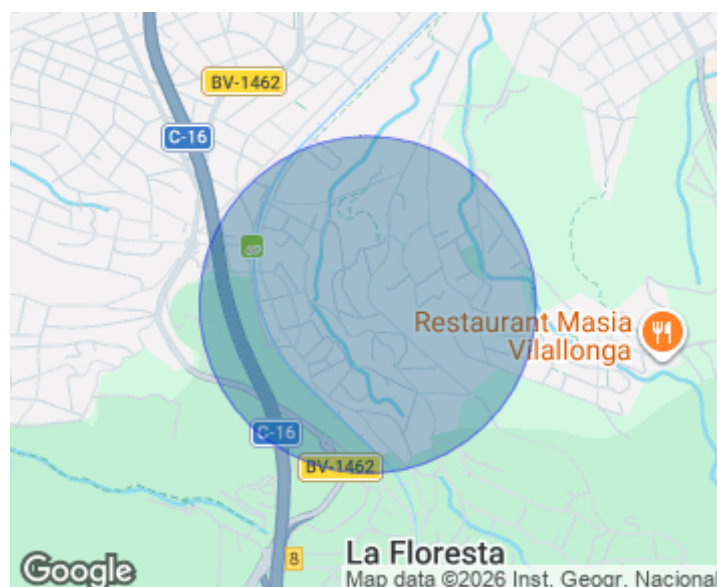 BV-1462
C-16
Restaurant Masia
Vilallonga
C-16
BV-1462
8
La Floresta
Google
Map data ©2026 Inst. Geogr. Nacional